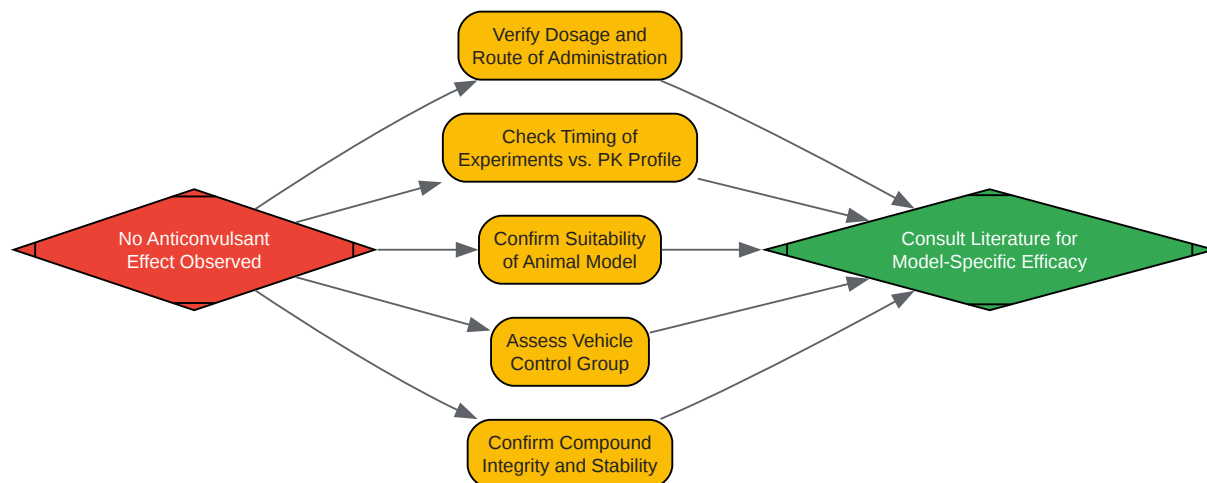 Verify Dosage and
Route of Administration
Check Timing of
Experiments vs. PK Profile
No Anticonvulsant
Effect Observed
Confirm Suitability
of Animal Model
Consult Literature for
Model-Specific Efficacy
Assess Vehicle
Control Group
Confirm Compound
Integrity and Stability